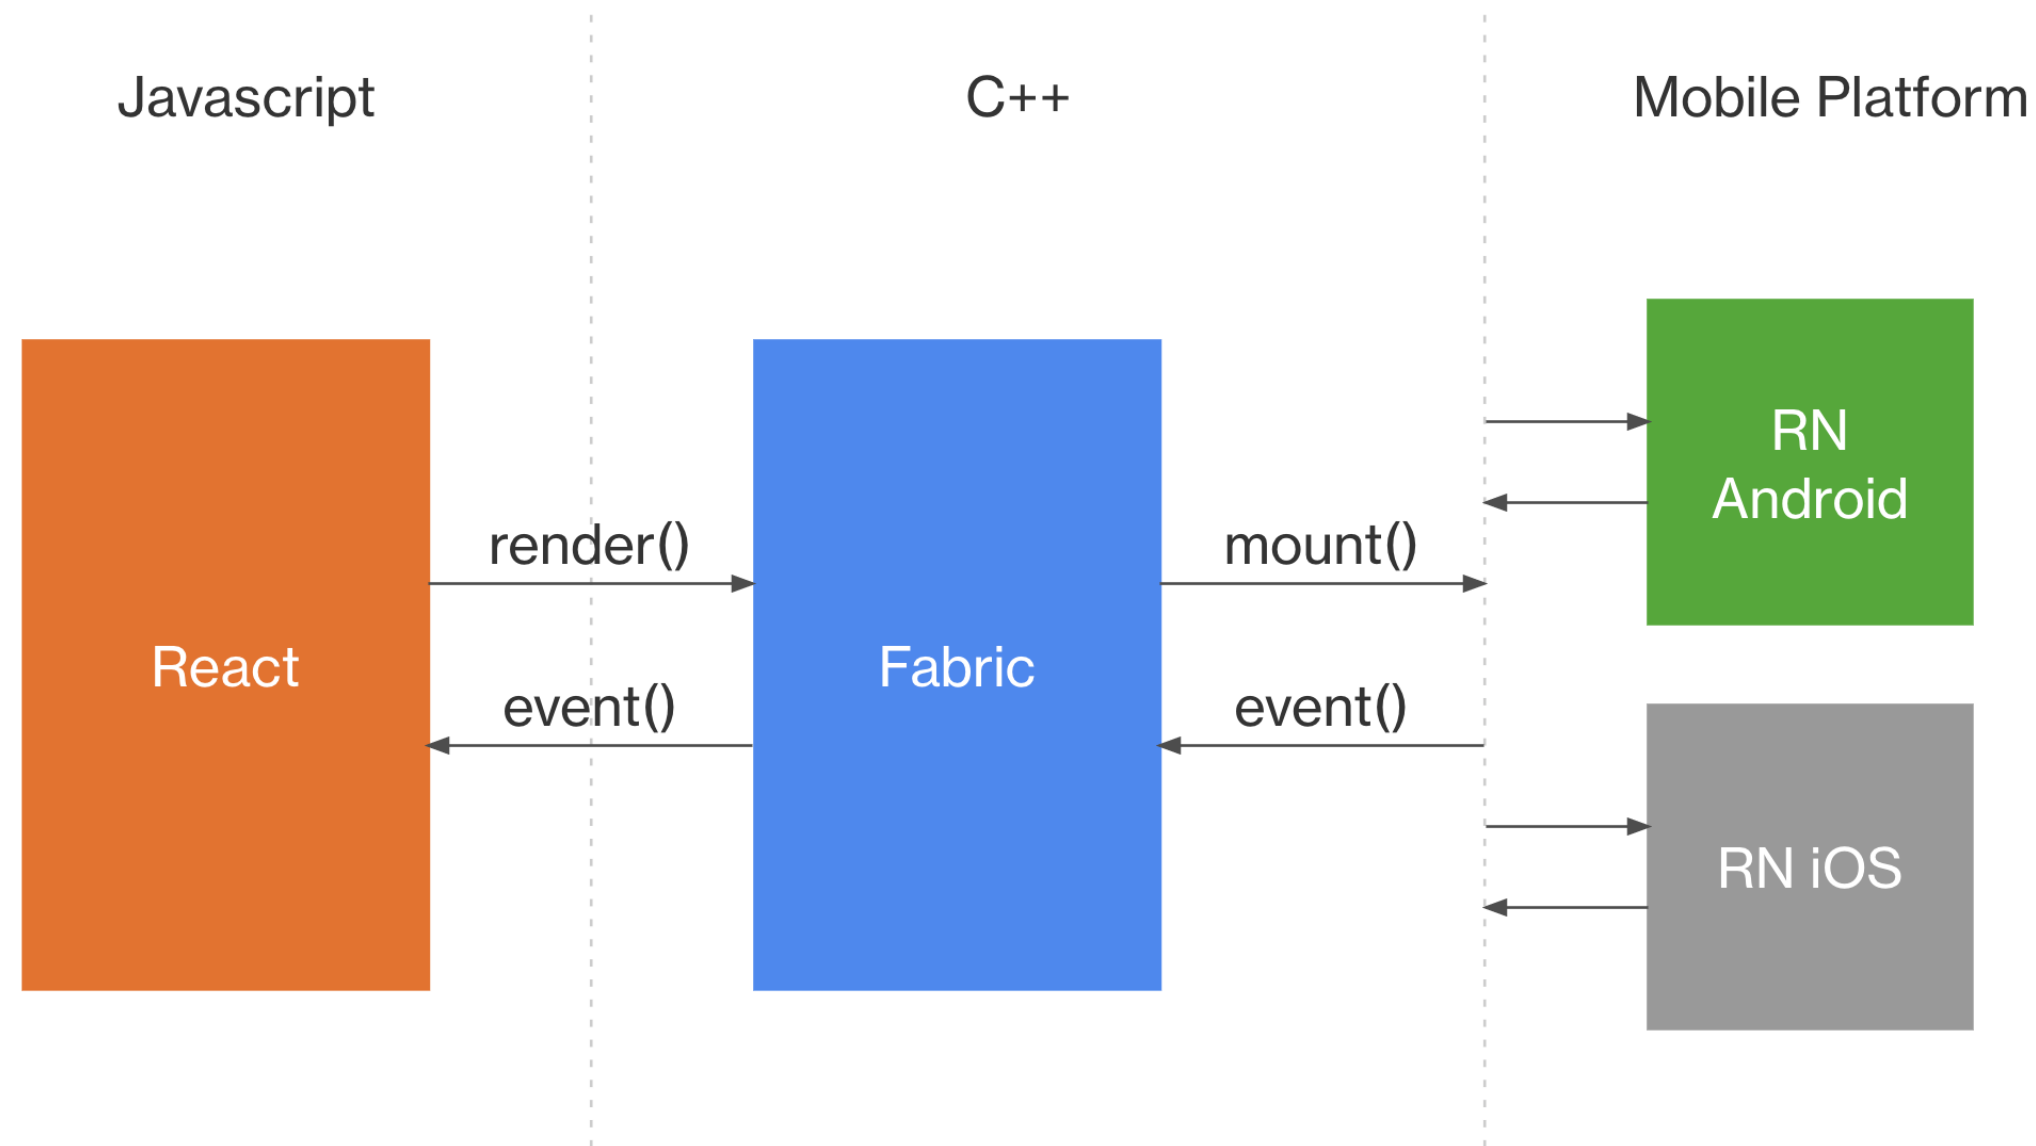 Javascript
C++
Mobile Platform
React
render()
event()
Fabric
mount()
event()
RN
Android
RN iOS